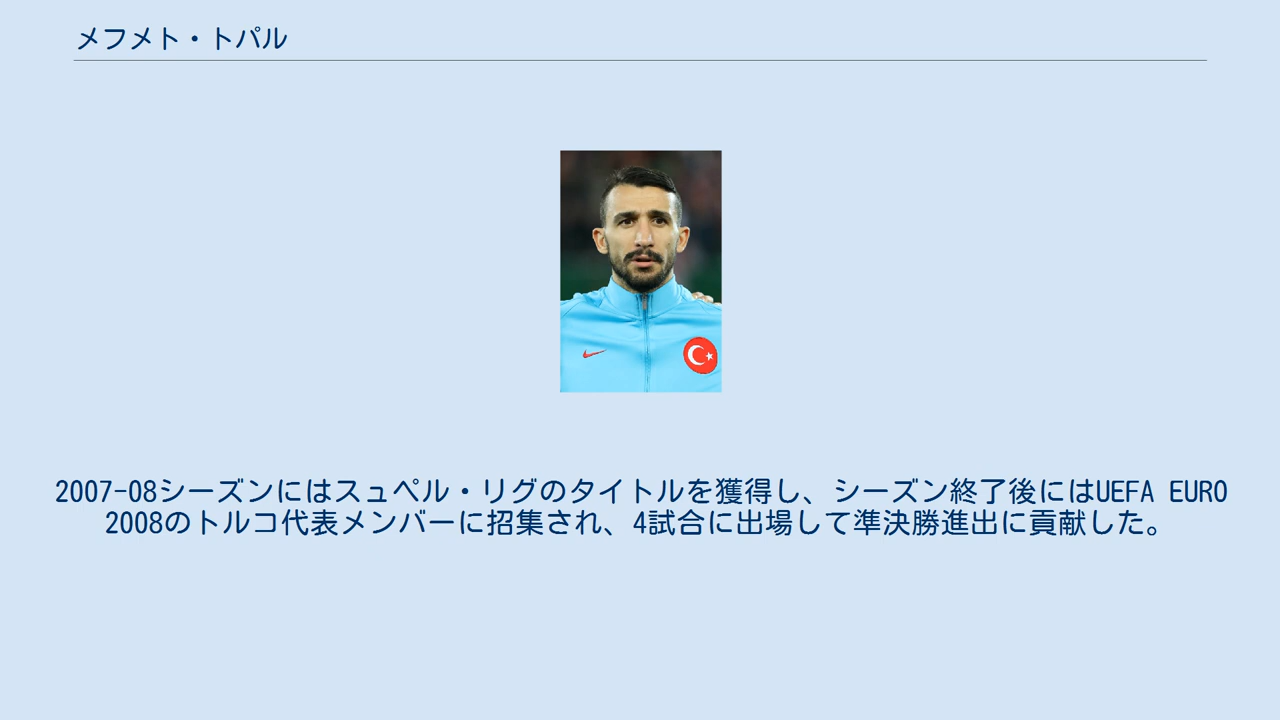 メフメト・トパル
2007-08シーズンにはスュペル・リグのタイトルを獲得し、シーズン終了後にはUEFA EURO
2008のトルコ代表メンバーに招集され、4試合に出場して準決勝進出に貢献した。